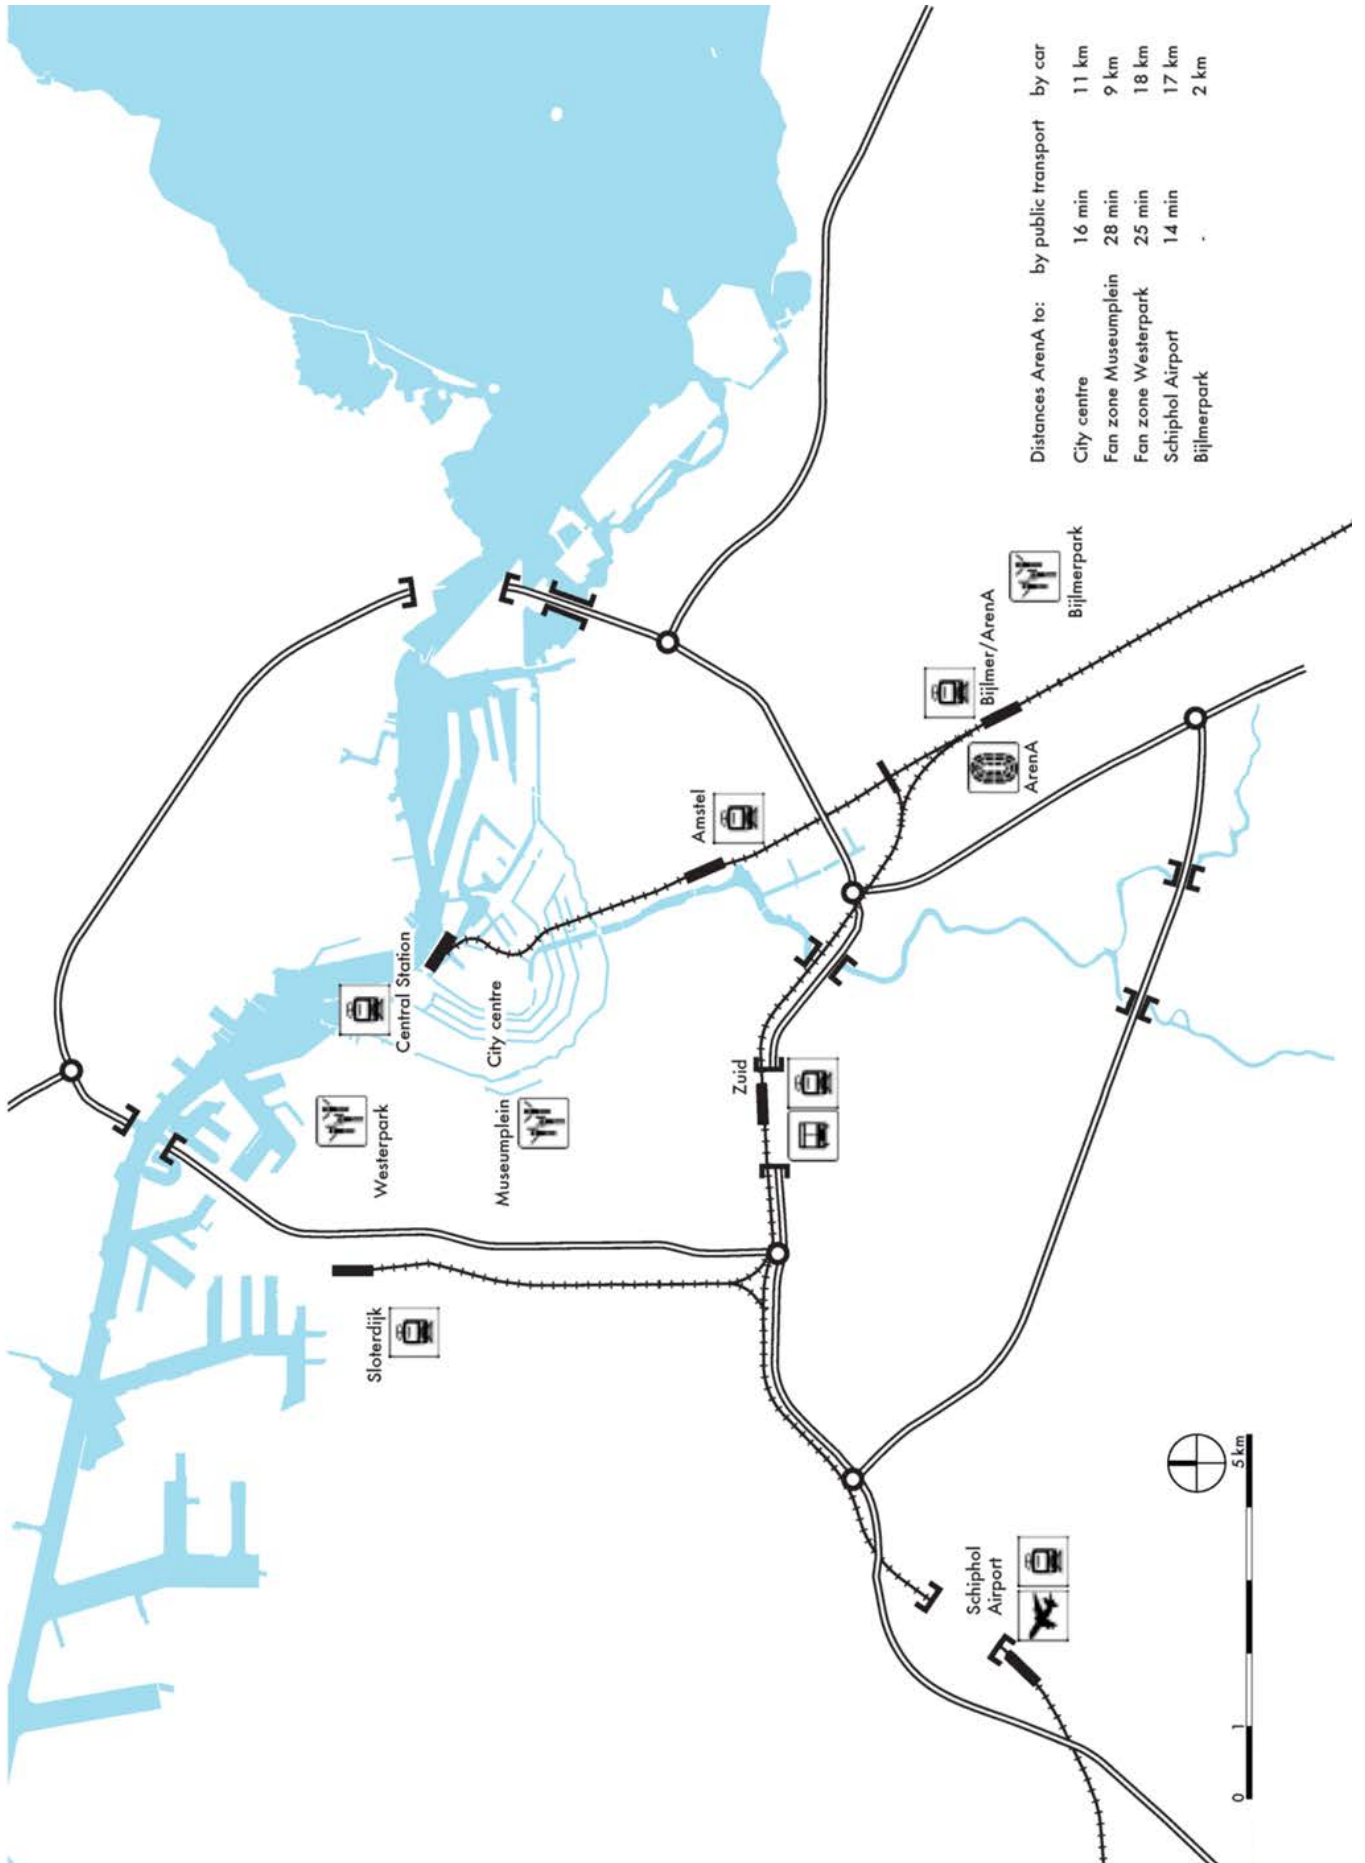 Sloterdijk
Westerpark
Central Station
City centre
Museumplein
Amstel
Zuid
Schiphol
Airport
ArenA
Bijlmer/ArenA
Bijlmerpark
0 1 5 km
Distances ArenA to: by public transport by car
City centre 16 min 11 km
Fan zone Museumplein 28 min 9 km
Fan zone Westerpark 25 min 18 km
Schiphol Airport 14 min 17 km
Bijlmerpark - 2 km